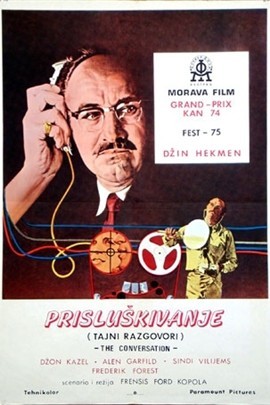 MORAVA FILM
GRAND-PRIX
KAN 74
FEST-75
DŽIN HEKMEN
PRISLUŠKIVANJE
(TAJNI RAZGOVORI)
-THE CONVERSATION-
DŽON KAZEL - ALEN GARFILD - SINDI VILIJEMS
FREDERIK FOREST
scenario i režija FRENSIS FORD KOPOLA
Tehnikolor
Paramount Pictures